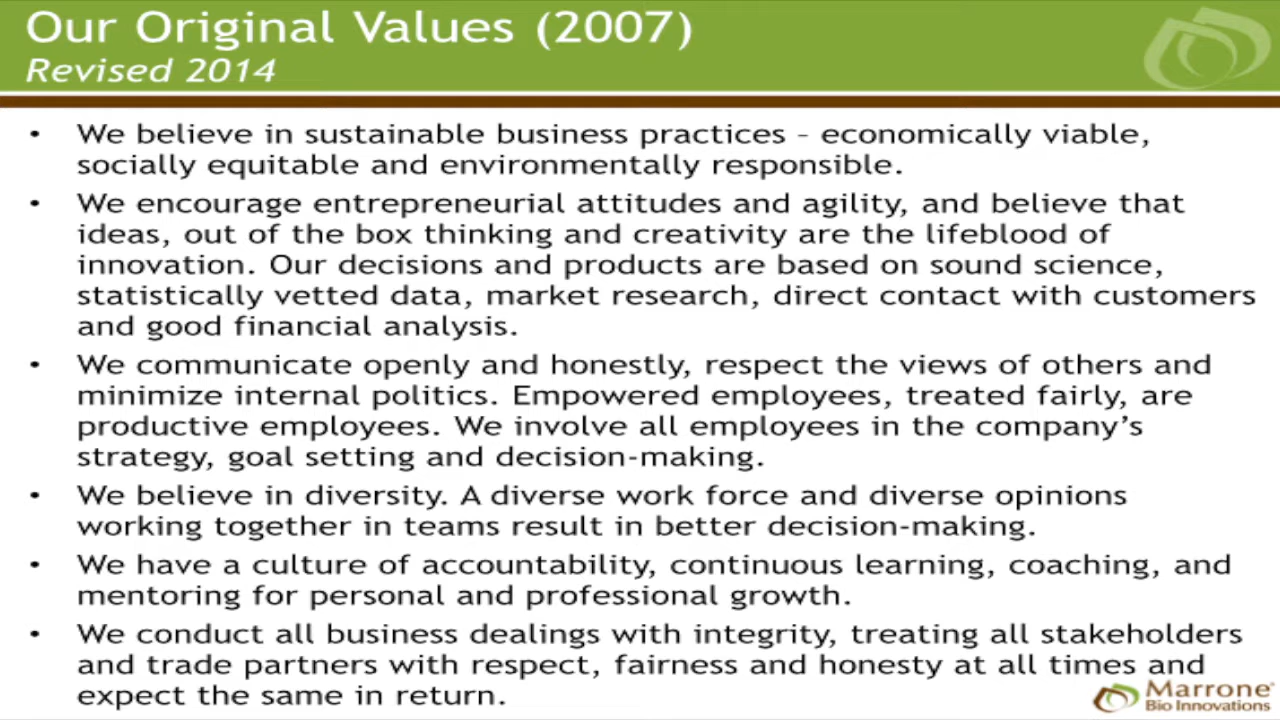 Our Original Values (2007)
Revised 2014
• We believe in sustainable business practices – economically viable,
socially equitable and environmentally responsible.
• We encourage entrepreneurial attitudes and agility, and believe that
ideas, out of the box thinking and creativity are the lifeblood of
innovation. Our decisions and products are based on sound science,
statistically vetted data, market research, direct contact with customers
and good financial analysis.
• We communicate openly and honestly, respect the views of others and
minimize internal politics. Empowered employees, treated fairly, are
productive employees. We involve all employees in the company’s
strategy, goal setting and decision-making.
• We believe in diversity. A diverse work force and diverse opinions
working together in teams result in better decision-making.
• We have a culture of accountability, continuous learning, coaching, and
mentoring for personal and professional growth.
• We conduct all business dealings with integrity, treating all stakeholders
and trade partners with respect, fairness and honesty at all times and
expect the same in return.
Marrone®
Bio Innovations